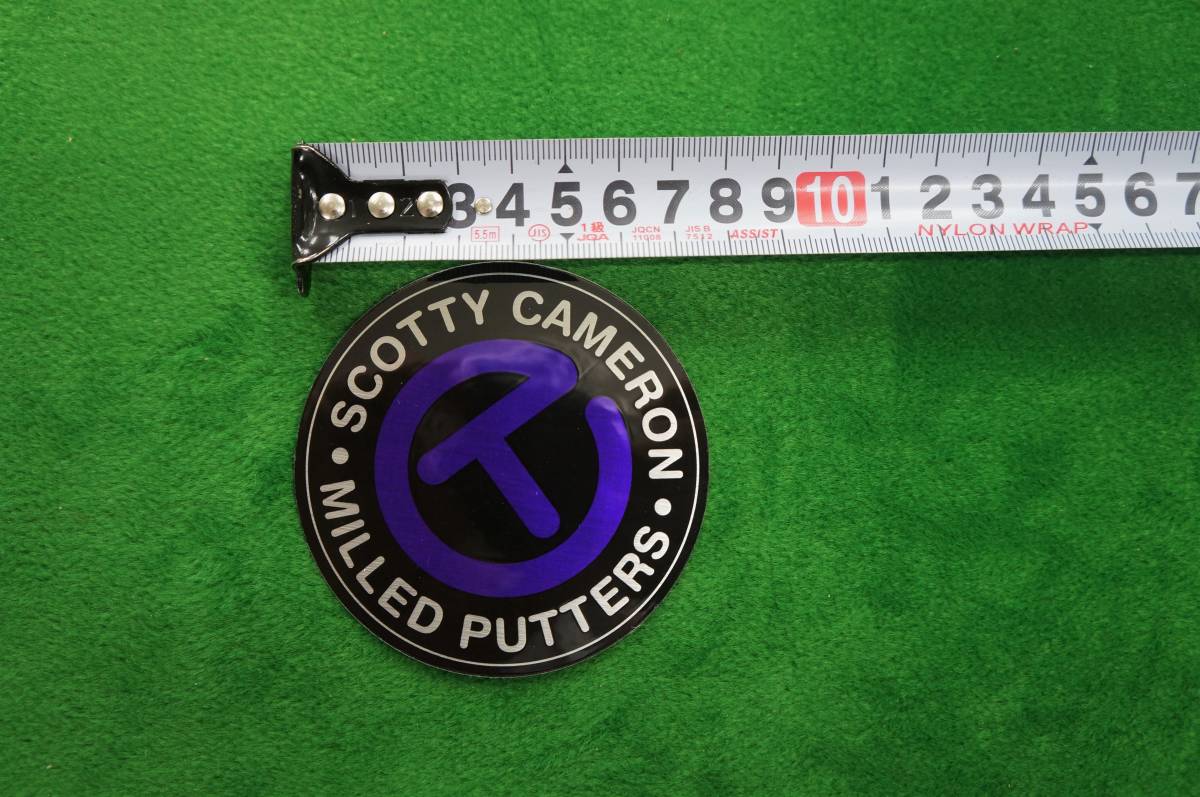 2 3 4 5 6 7 8 9 10 1 2 3 4 5 6 7
5.5m JIS 1級 JQA JQCN 11008 JIS B 7512 ASSIST NYLON WRAP
SCOTTY CAMERON
• MILLED PUTTERS •